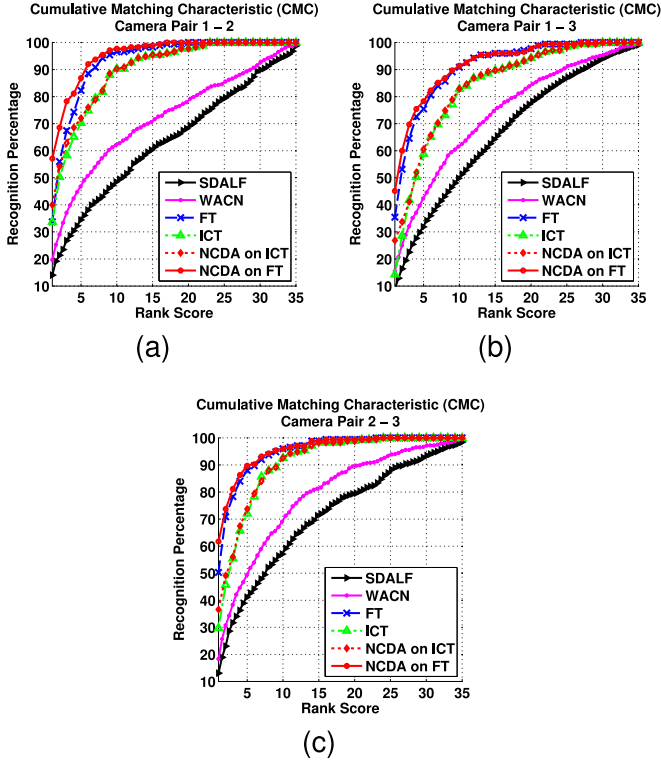 Cumulative Matching Characteristic (CMC)
Camera Pair 1 – 2
Recognition Percentage
100
90
80
70
60
50
40
30
20
10
SDALF
WACN
FT
ICT
NCDA on ICT
NCDA on FT
5 10 15 20 25 30 35
Rank Score
(a)
Cumulative Matching Characteristic (CMC)
Camera Pair 1 – 3
Recognition Percentage
100
90
80
70
60
50
40
30
20
10
SDALF
WACN
FT
ICT
NCDA on ICT
NCDA on FT
5 10 15 20 25 30 35
Rank Score
(b)
Cumulative Matching Characteristic (CMC)
Camera Pair 2 – 3
Recognition Percentage
100
90
80
70
60
50
40
30
20
10
SDALF
WACN
FT
ICT
NCDA on ICT
NCDA on FT
5 10 15 20 25 30 35
Rank Score
(c)